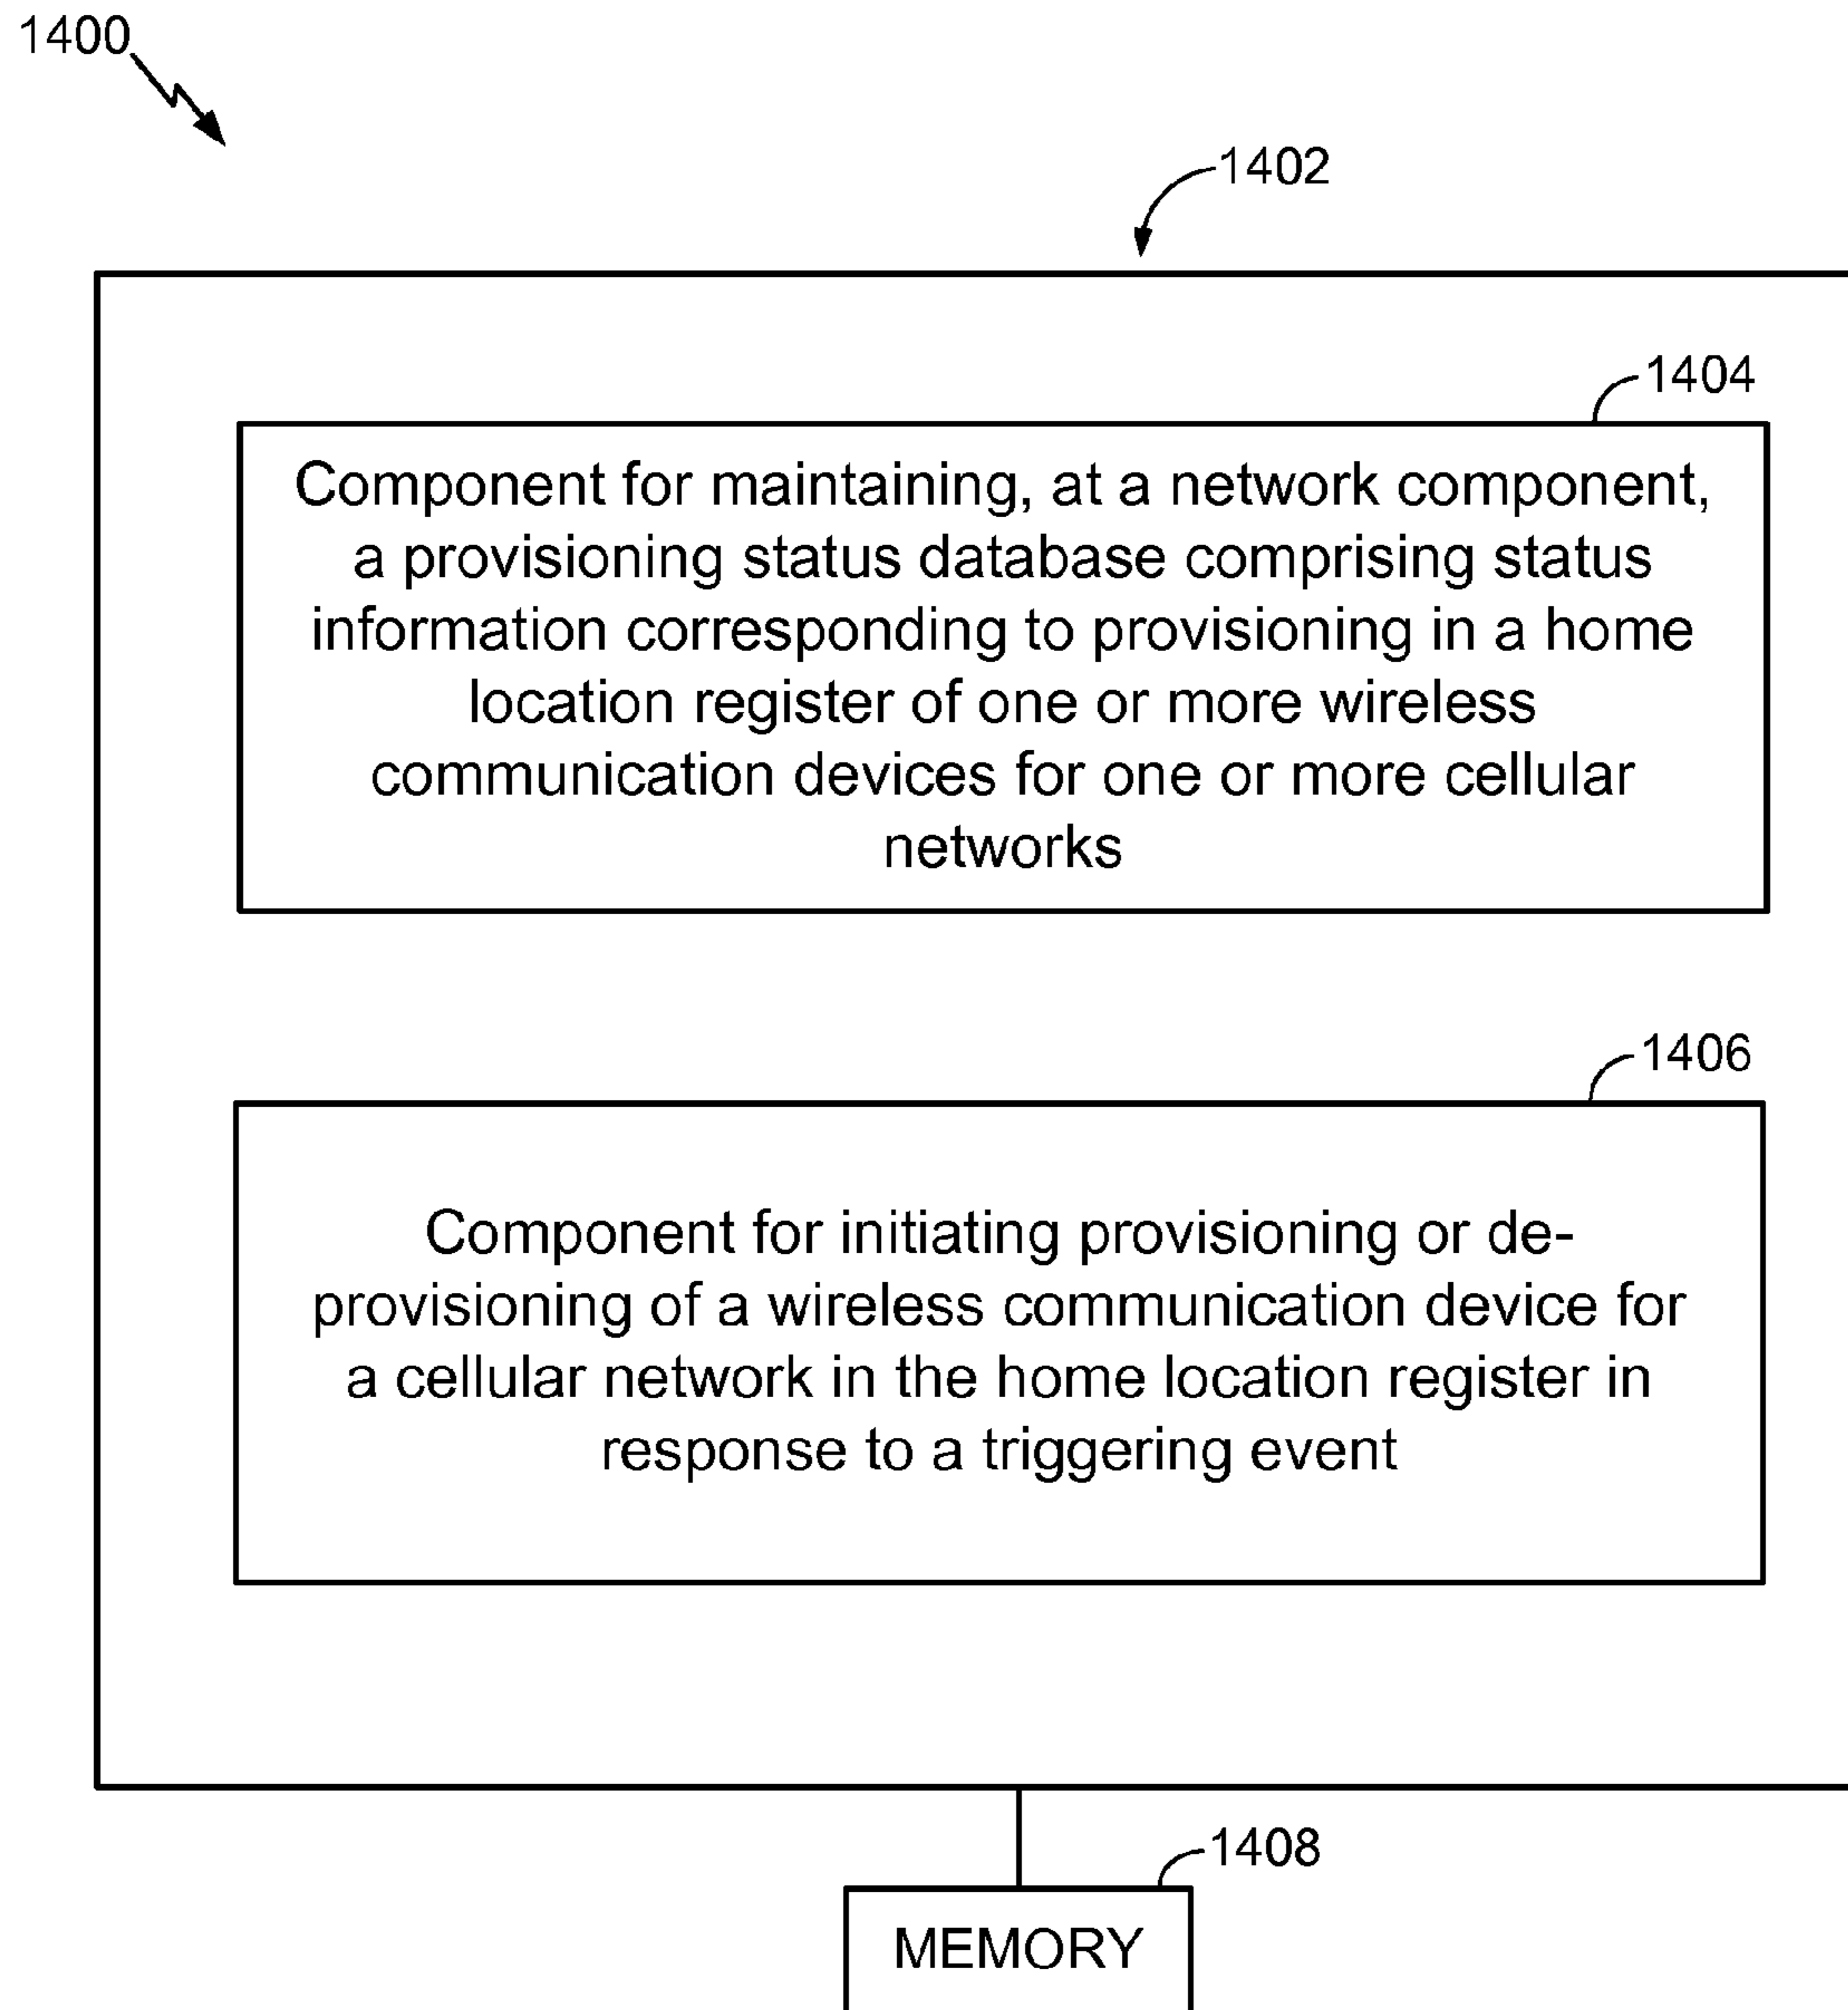 1400
1402
1404
Component for maintaining, at a network component,
a provisioning status database comprising status
information corresponding to provisioning in a home
location register of one or more wireless
communication devices for one or more cellular
networks
1406
Component for initiating provisioning or de-
provisioning of a wireless communication device for
a cellular network in the home location register in
response to a triggering event
1408
MEMORY